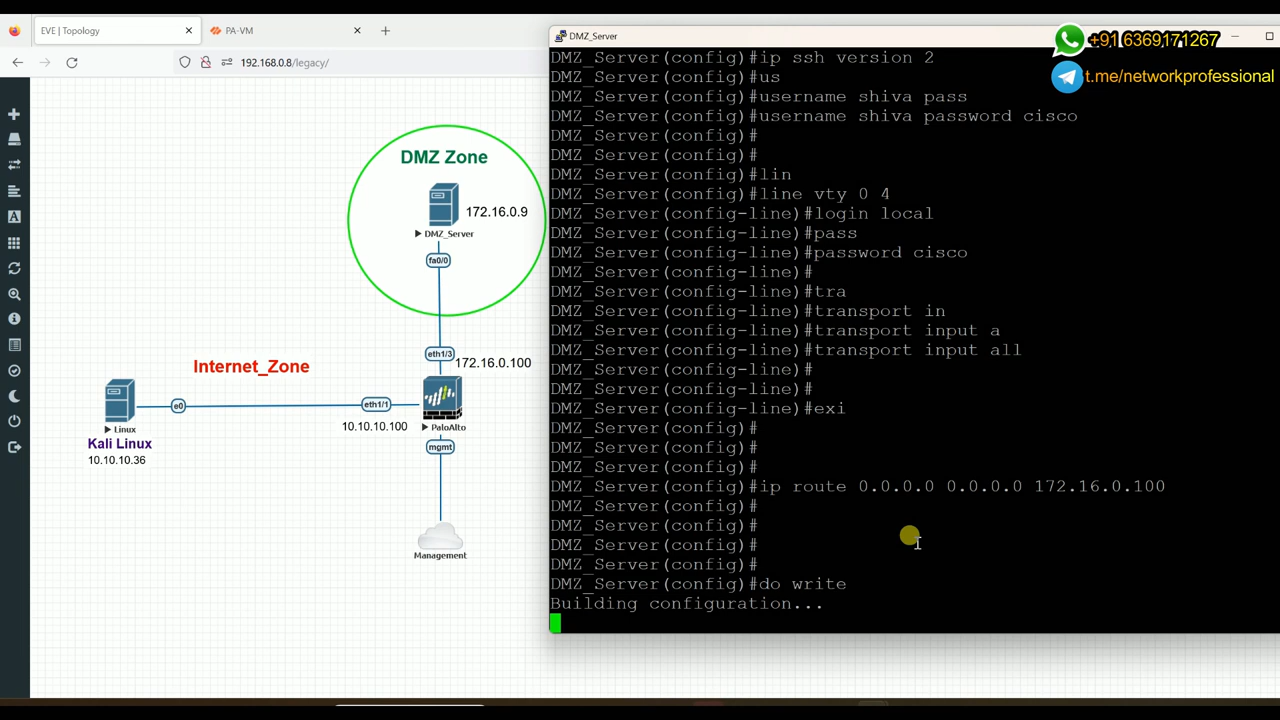 EVE | Topology
PA-VM
192.168.0.8/legacy/
DMZ Zone
172.16.0.9
DMZ_Server
fa0/0
eth1/3
172.16.0.100
Internet_Zone
e0
eth1/1
10.10.10.100
Linux
Kali Linux
10.10.10.36
PaloAlto
mgmt
Management
DMZ_Server
+91 6369171267
t.me/networkprofessional
DMZ_Server(config)#ip ssh version 2
DMZ_Server(config)#us
DMZ_Server(config)#username shiva pass
DMZ_Server(config)#username shiva password cisco
DMZ_Server(config)#
DMZ_Server(config)#
DMZ_Server(config)#lin
DMZ_Server(config)#line vty 0 4
DMZ_Server(config-line)#login local
DMZ_Server(config-line)#pass
DMZ_Server(config-line)#password cisco
DMZ_Server(config-line)#
DMZ_Server(config-line)#tra
DMZ_Server(config-line)#transport in
DMZ_Server(config-line)#transport input a
DMZ_Server(config-line)#transport input all
DMZ_Server(config-line)#
DMZ_Server(config-line)#
DMZ_Server(config-line)#exi
DMZ_Server(config)#
DMZ_Server(config)#
DMZ_Server(config)#
DMZ_Server(config)#ip route 0.0.0.0 0.0.0.0 172.16.0.100
DMZ_Server(config)#
DMZ_Server(config)#
DMZ_Server(config)#
DMZ_Server(config)#
DMZ_Server(config)#do write
Building configuration...